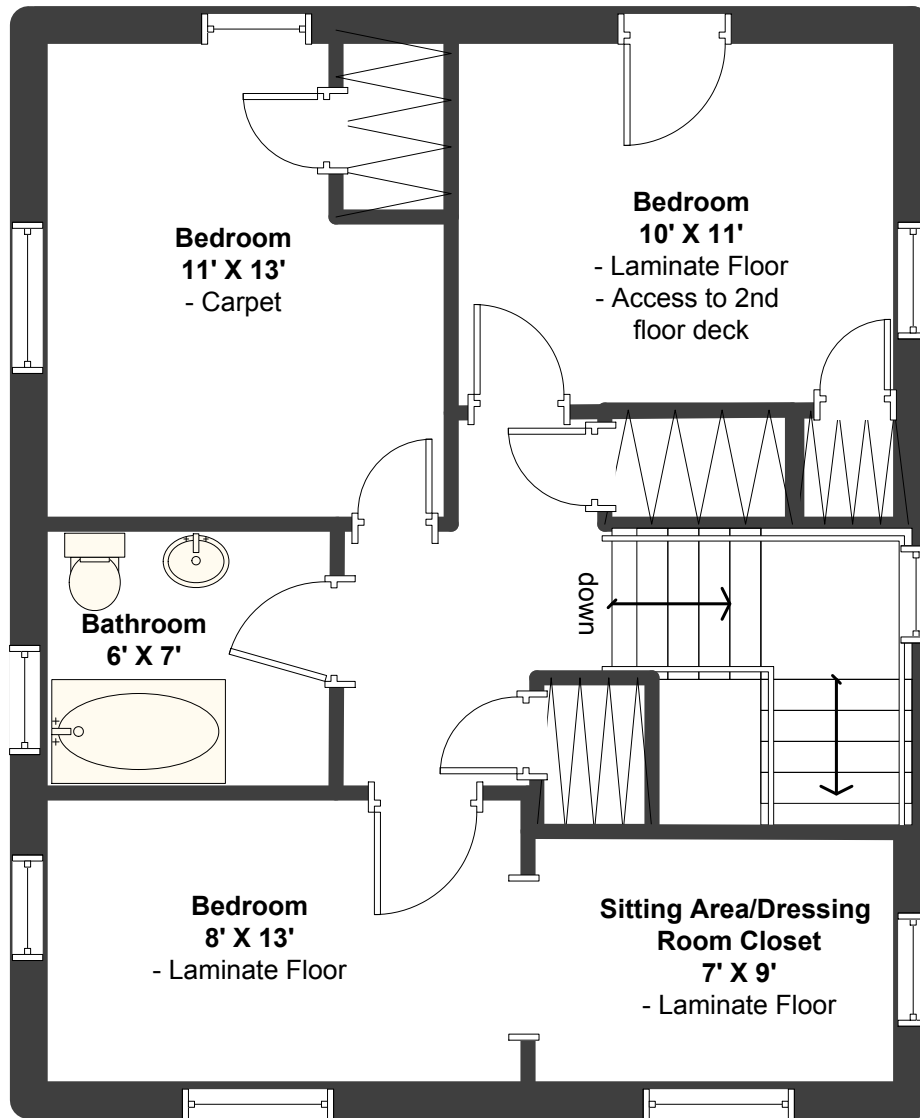 Bedroom
11' X 13'
- Carpet
Bedroom
10' X 11'
- Laminate Floor
- Access to 2nd
floor deck
down
Bathroom
6' X 7'
Bedroom
8' X 13'
- Laminate Floor
Sitting Area/Dressing
Room Closet
7' X 9'
- Laminate Floor